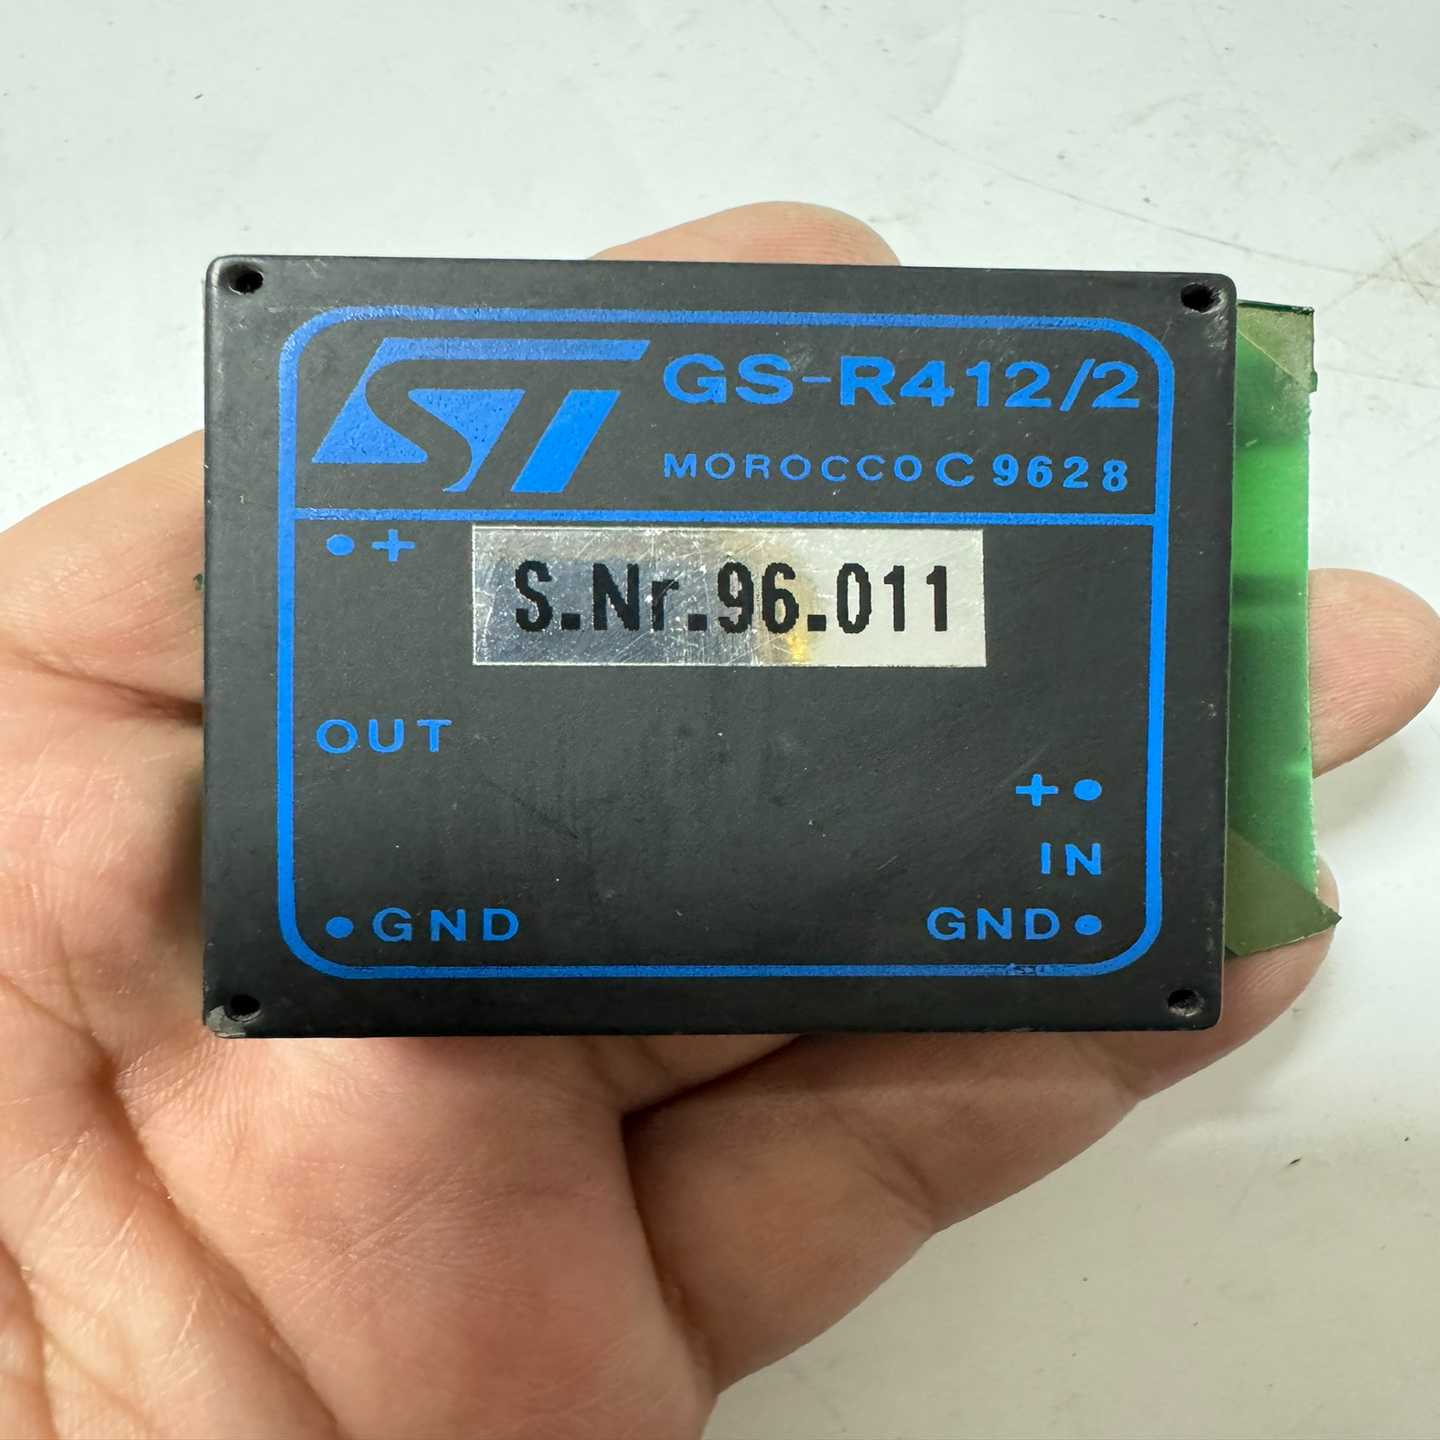 ST GS-R412/2
MOROCCO C 9628
+
S.Nr.96.011
OUT
+
IN
GND
GND